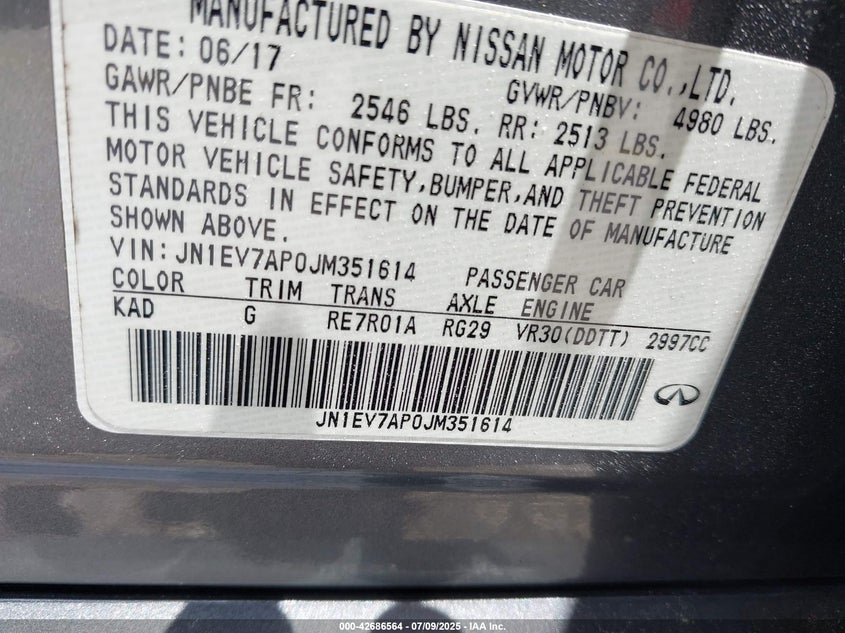 MANUFACTURED BY NISSAN MOTOR CO.,LTD.
DATE: 06/17 GVWR/PNBV: 4980 LBS.
GAWR/PNBE FR: 2546 LBS. RR: 2513 LBS.
THIS VEHICLE CONFORMS TO ALL APPLICABLE FEDERAL
MOTOR VEHICLE SAFETY,BUMPER,AND THEFT PREVENTION
STANDARDS IN EFFECT ON THE DATE OF MANUFACTURE
SHOWN ABOVE.
VIN:JN1EV7AP0JM351614 PASSENGER CAR
COLOR TRIM TRANS AXLE ENGINE
KAD G RE7R01A RG29 VR30(DDTT) 2997CC
JN1EV7AP0JM351614
000-42686564 - 07/09/2025 - IAA Inc.